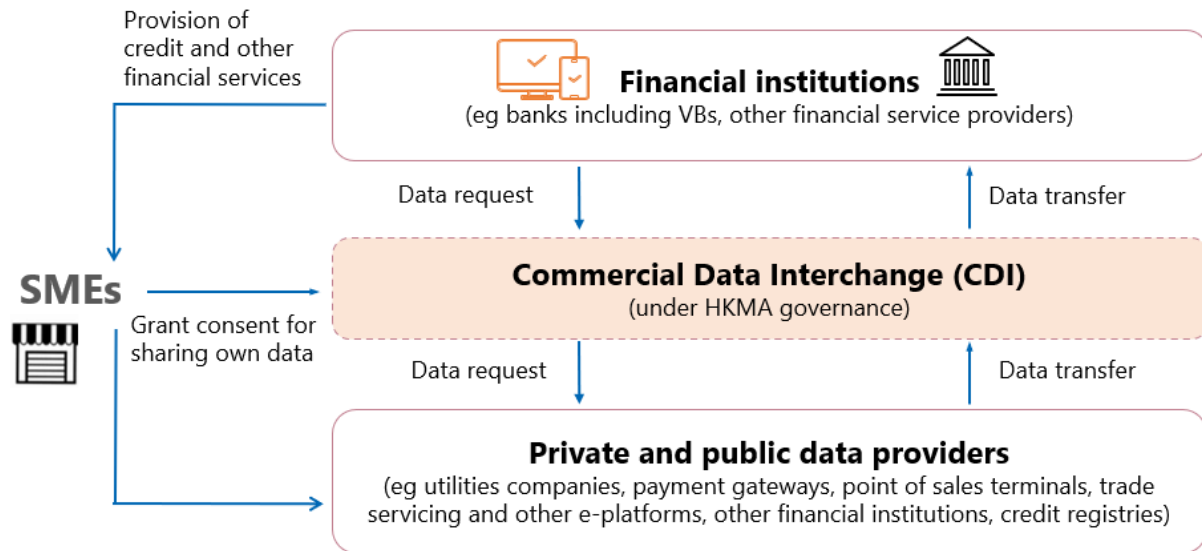 Provision of
credit and other
financial services
Financial institutions
(eg banks including VBs, other financial service providers)
Data request
Data transfer
Commercial Data Interchange (CDI)
(under HKMA governance)
SMEs
Grant consent for
sharing own data
Data request
Data transfer
Private and public data providers
(eg utilities companies, payment gateways, point of sales terminals, trade
servicing and other e-platforms, other financial institutions, credit registries)